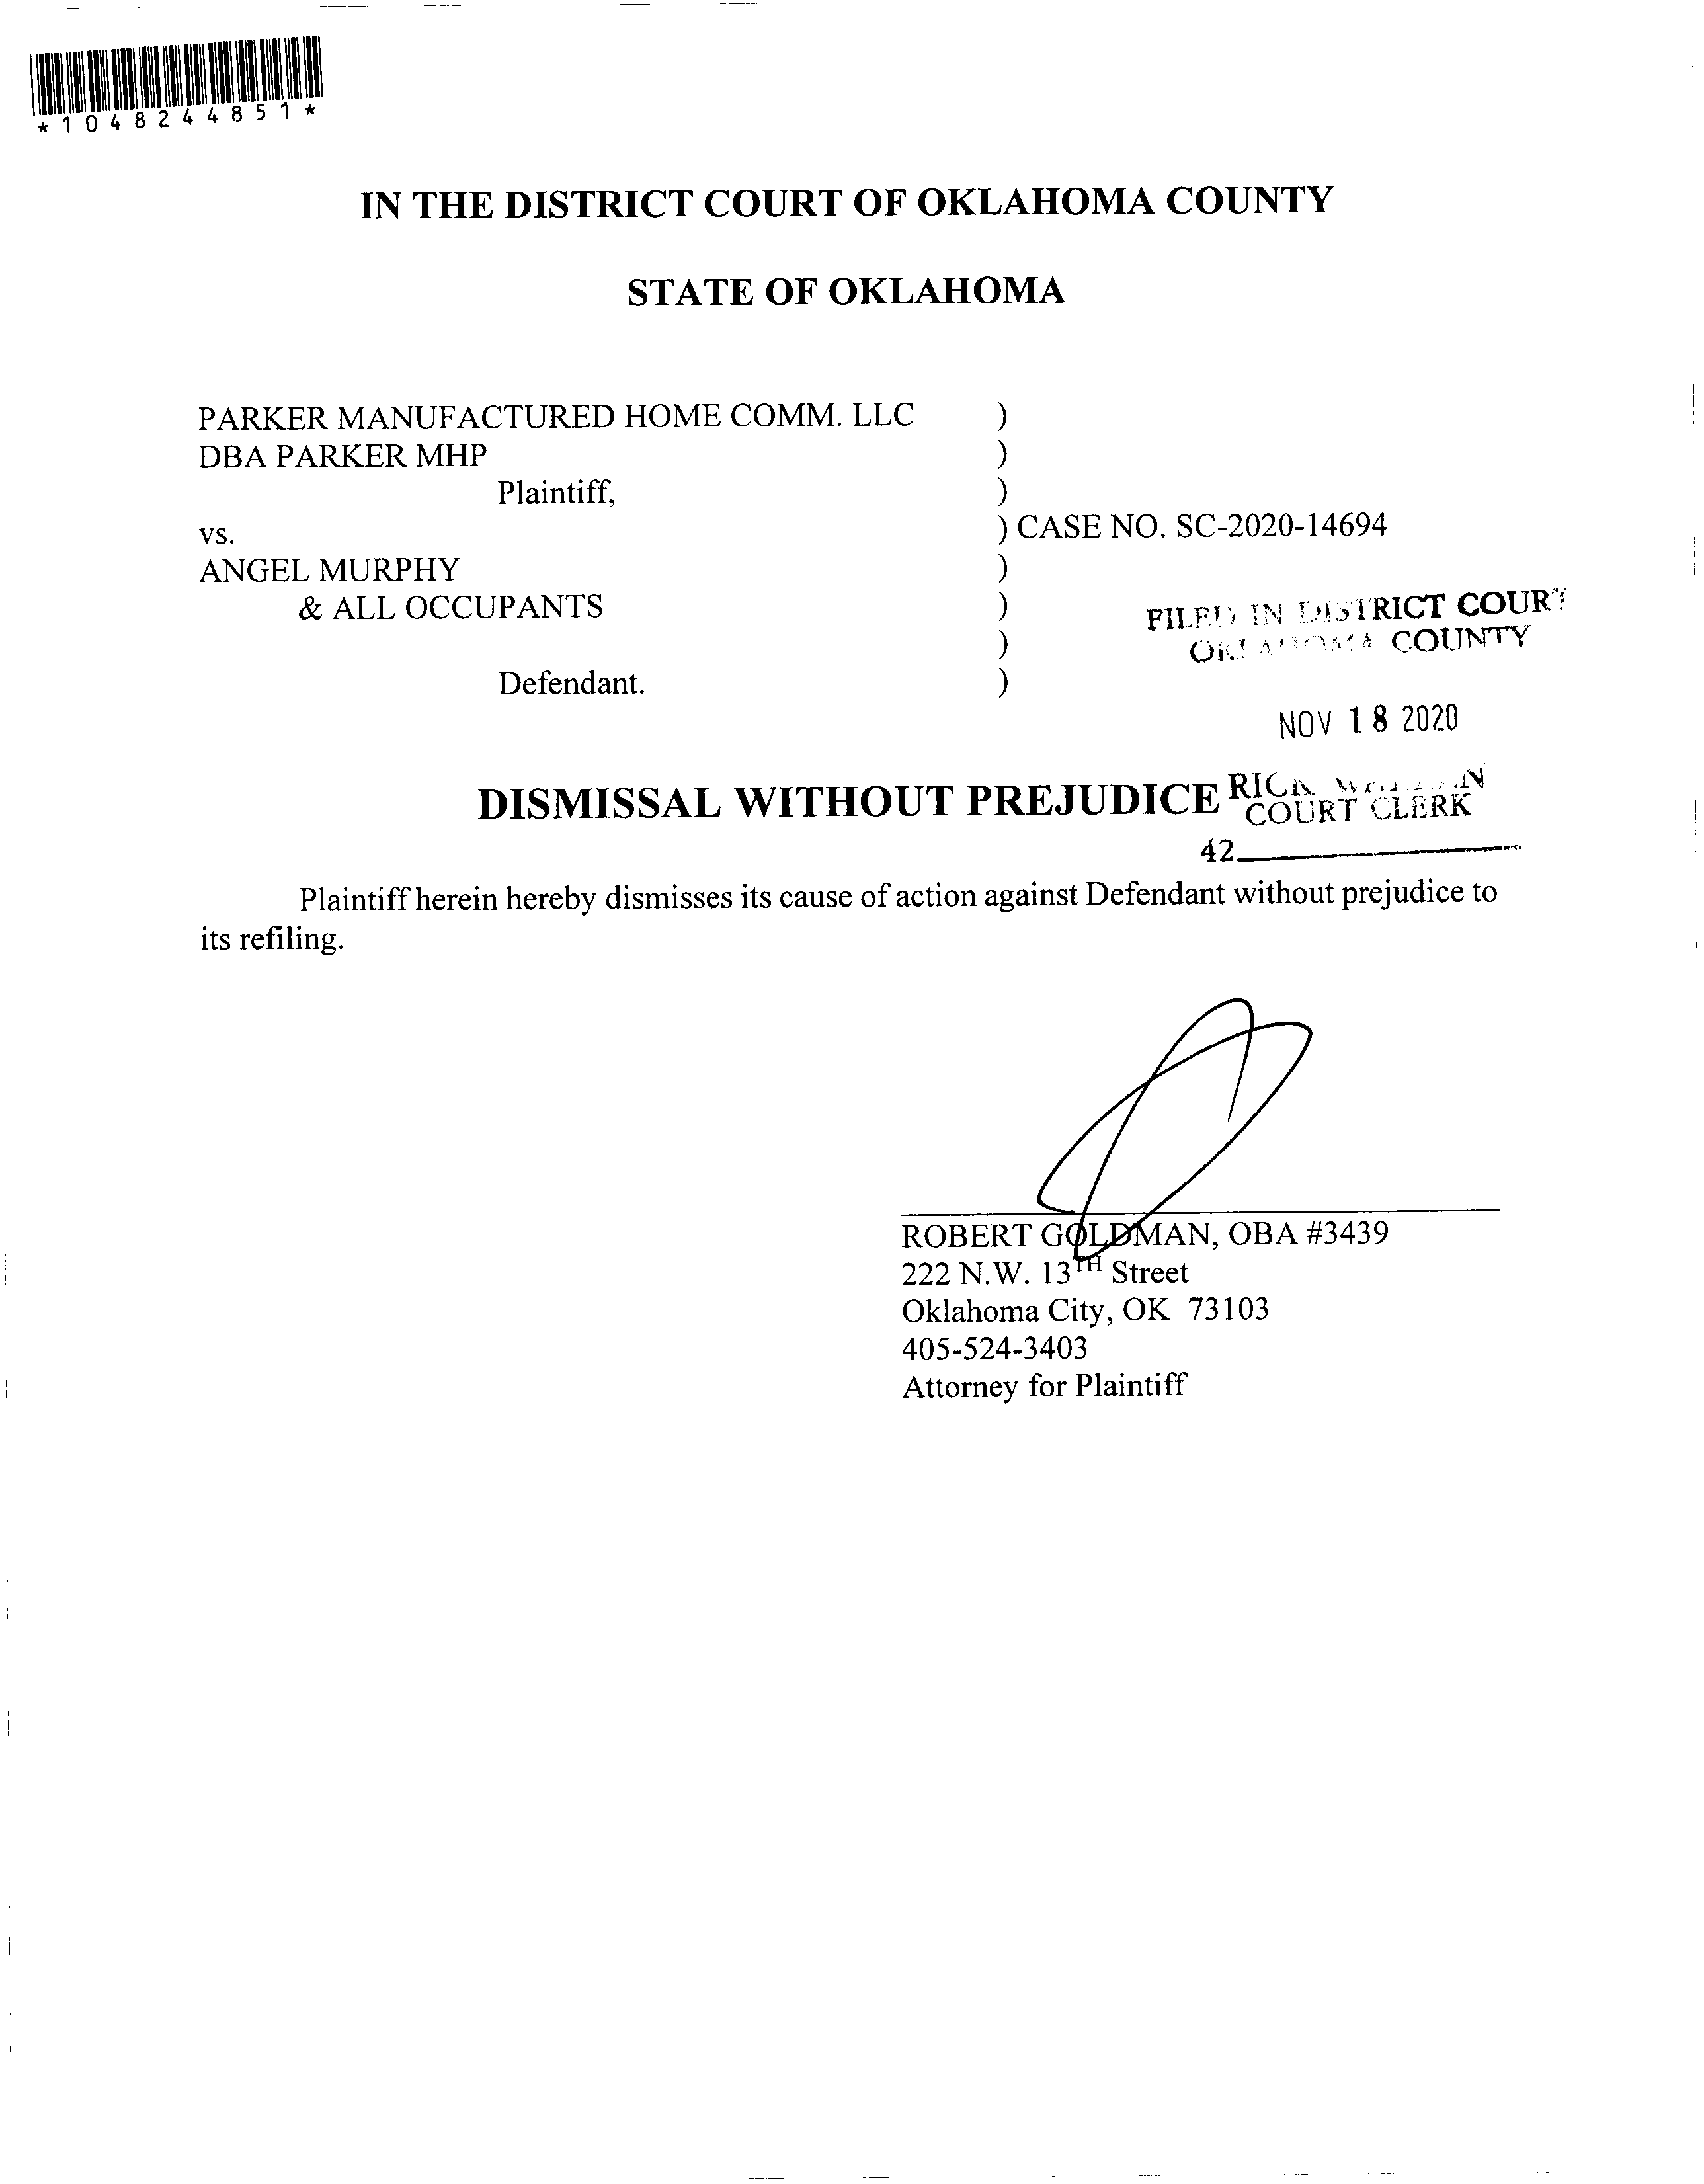 *1048244851*
IN THE DISTRICT COURT OF OKLAHOMA COUNTY
STATE OF OKLAHOMA
PARKER MANUFACTURED HOME COMM. LLC )
DBA PARKER MHP )
Plaintiff, )
vs. ) CASE NO. SC-2020-14694
ANGEL MURPHY )
& ALL OCCUPANTS )
)
Defendant. )
FILED IN DISTRICT COURT
OKLAHOMA COUNTY
NOV 18 2020
DISMISSAL WITHOUT PREJUDICE
RICK
COURT CLERK
42
Plaintiff herein hereby dismisses its cause of action against Defendant without prejudice to
its refiling.
ROBERT GOLDMAN, OBA #3439
222 N.W. 13TH Street
Oklahoma City, OK 73103
405-524-3403
Attorney for Plaintiff